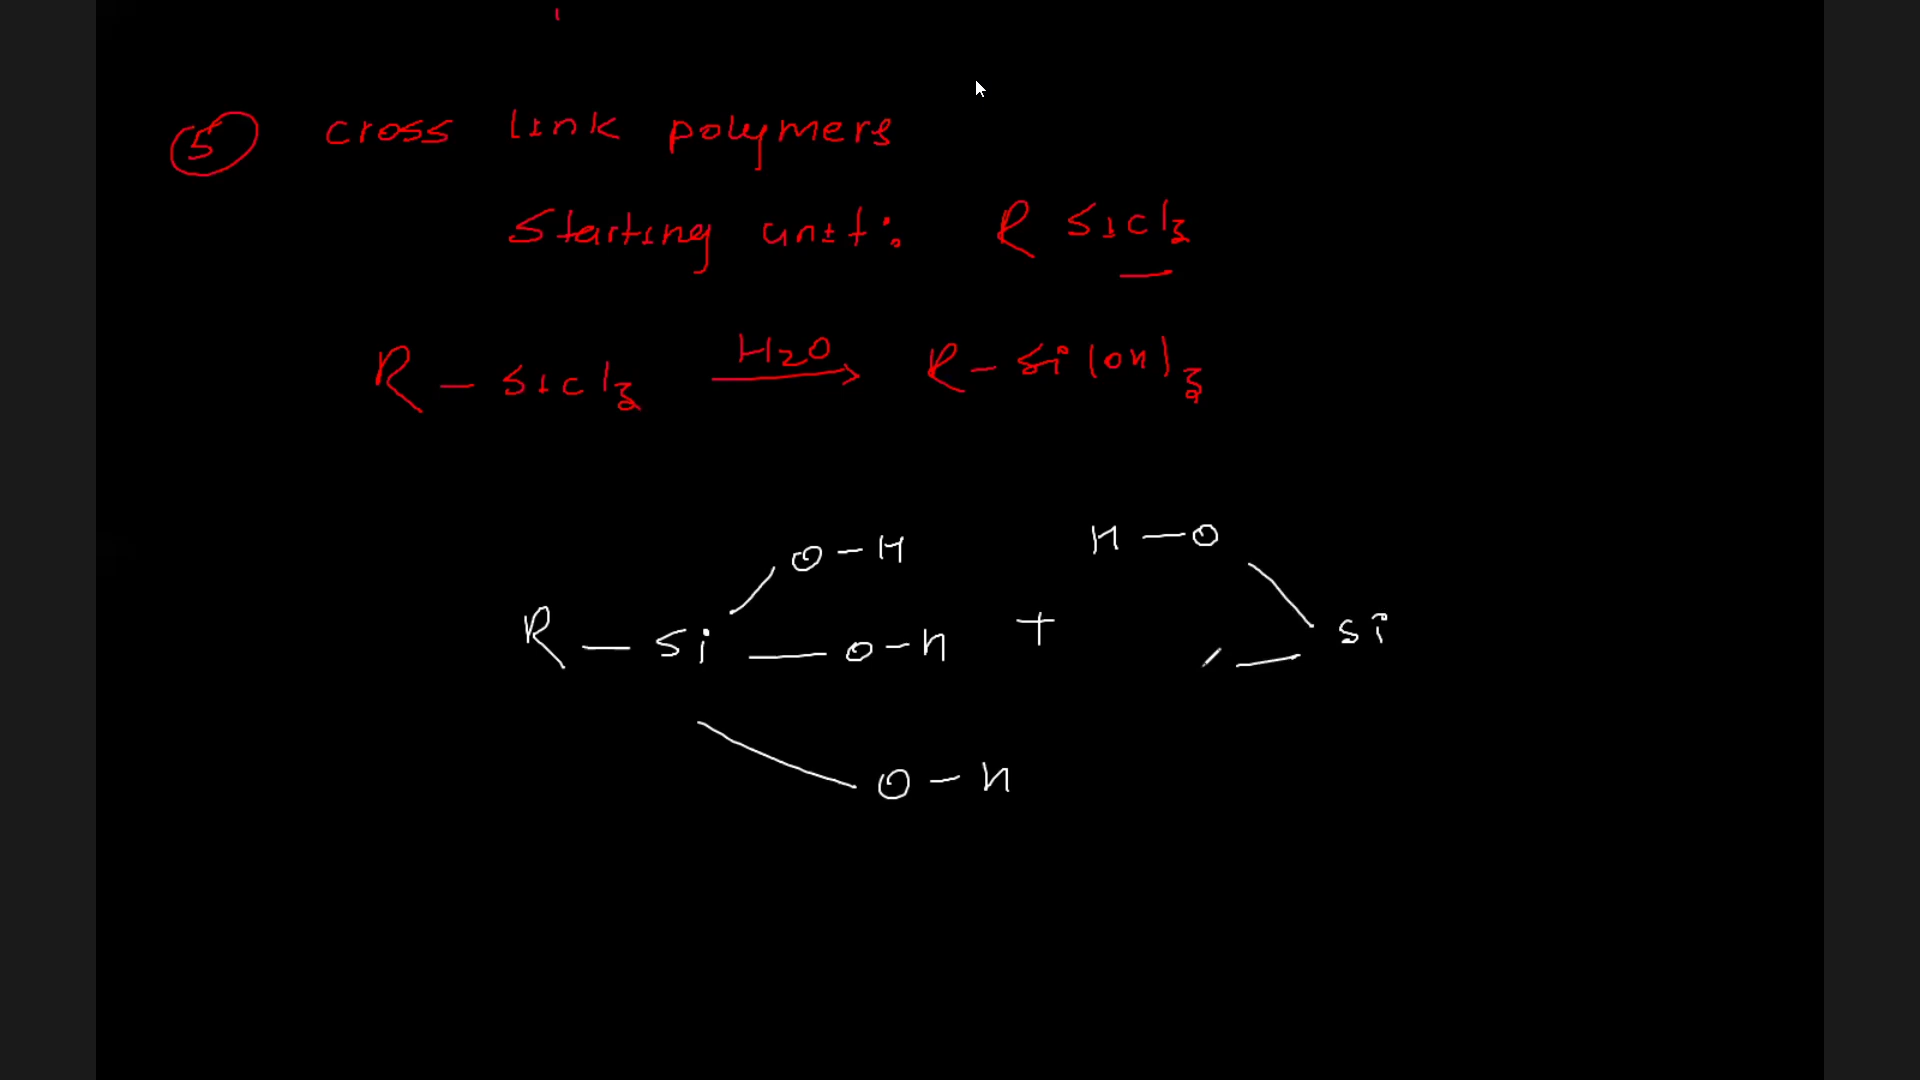 5 cross link polymers
Starting unit: R SiCl3
R - SiCl3 H2O → R - Si(OH)3
O - H H - O
R - Si - O - H + Si
O - H